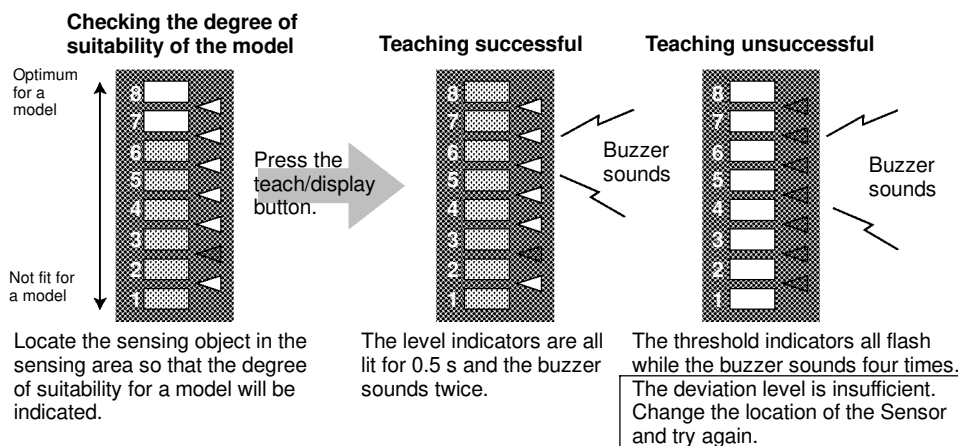 Checking the degree of
suitability of the model
Optimum
for a
model
Not fit for
a model
8
7
6
5
4
3
2
1
Locate the sensing object in the
sensing area so that the degree
of suitability for a model will be
indicated.
Press the
teach/display
button.
Teaching successful
8
7
6
5
4
3
2
1
Buzzer
sounds
The level indicators are all
lit for 0.5 s and the buzzer
sounds twice.
Teaching unsuccessful
8
7
6
5
4
3
2
1
Buzzer
sounds
The threshold indicators all flash
while the buzzer sounds four times.
The deviation level is insufficient.
Change the location of the Sensor
and try again.